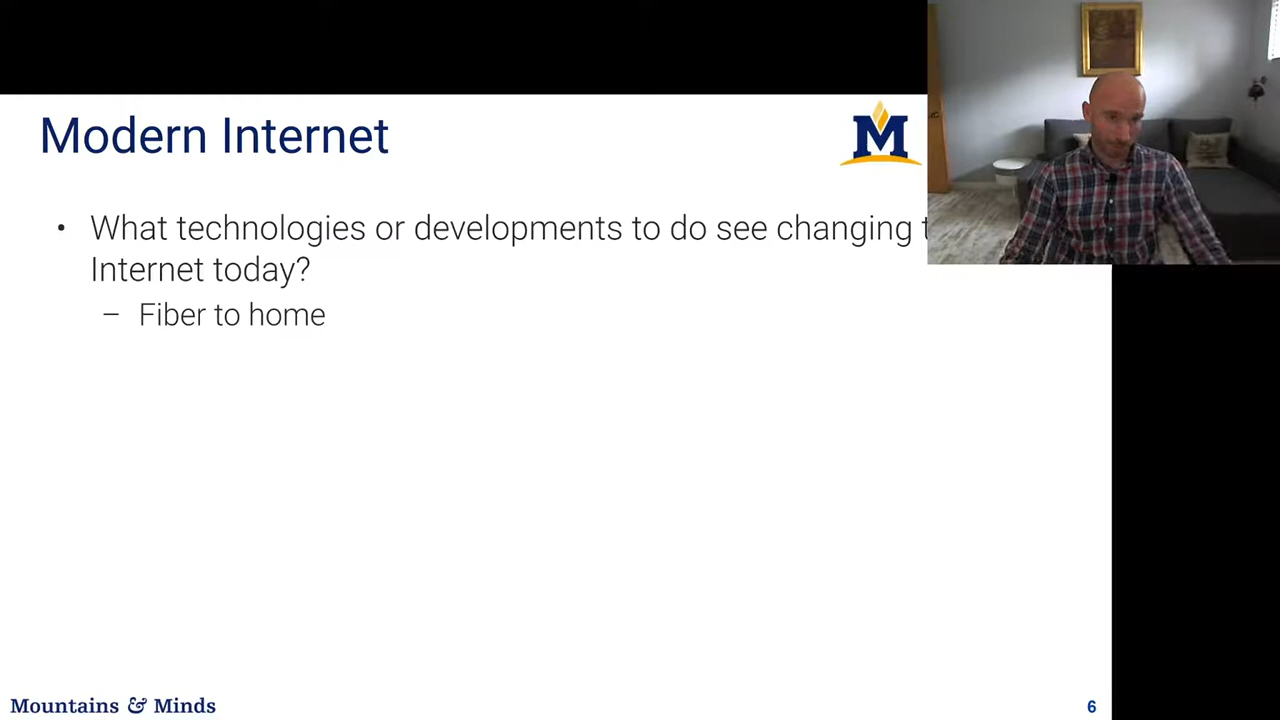 Modern Internet
M
• What technologies or developments to do see changing
Internet today?
– Fiber to home
Mountains & Minds
6